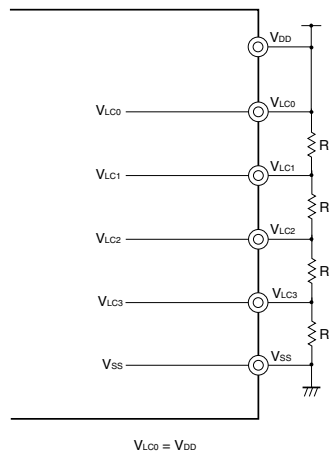 VDD
VLC0 VLC0
R
VLC1 VLC1
R
VLC2 VLC2
R
VLC3 VLC3
R
VSS VSS
VLC0 = VDD